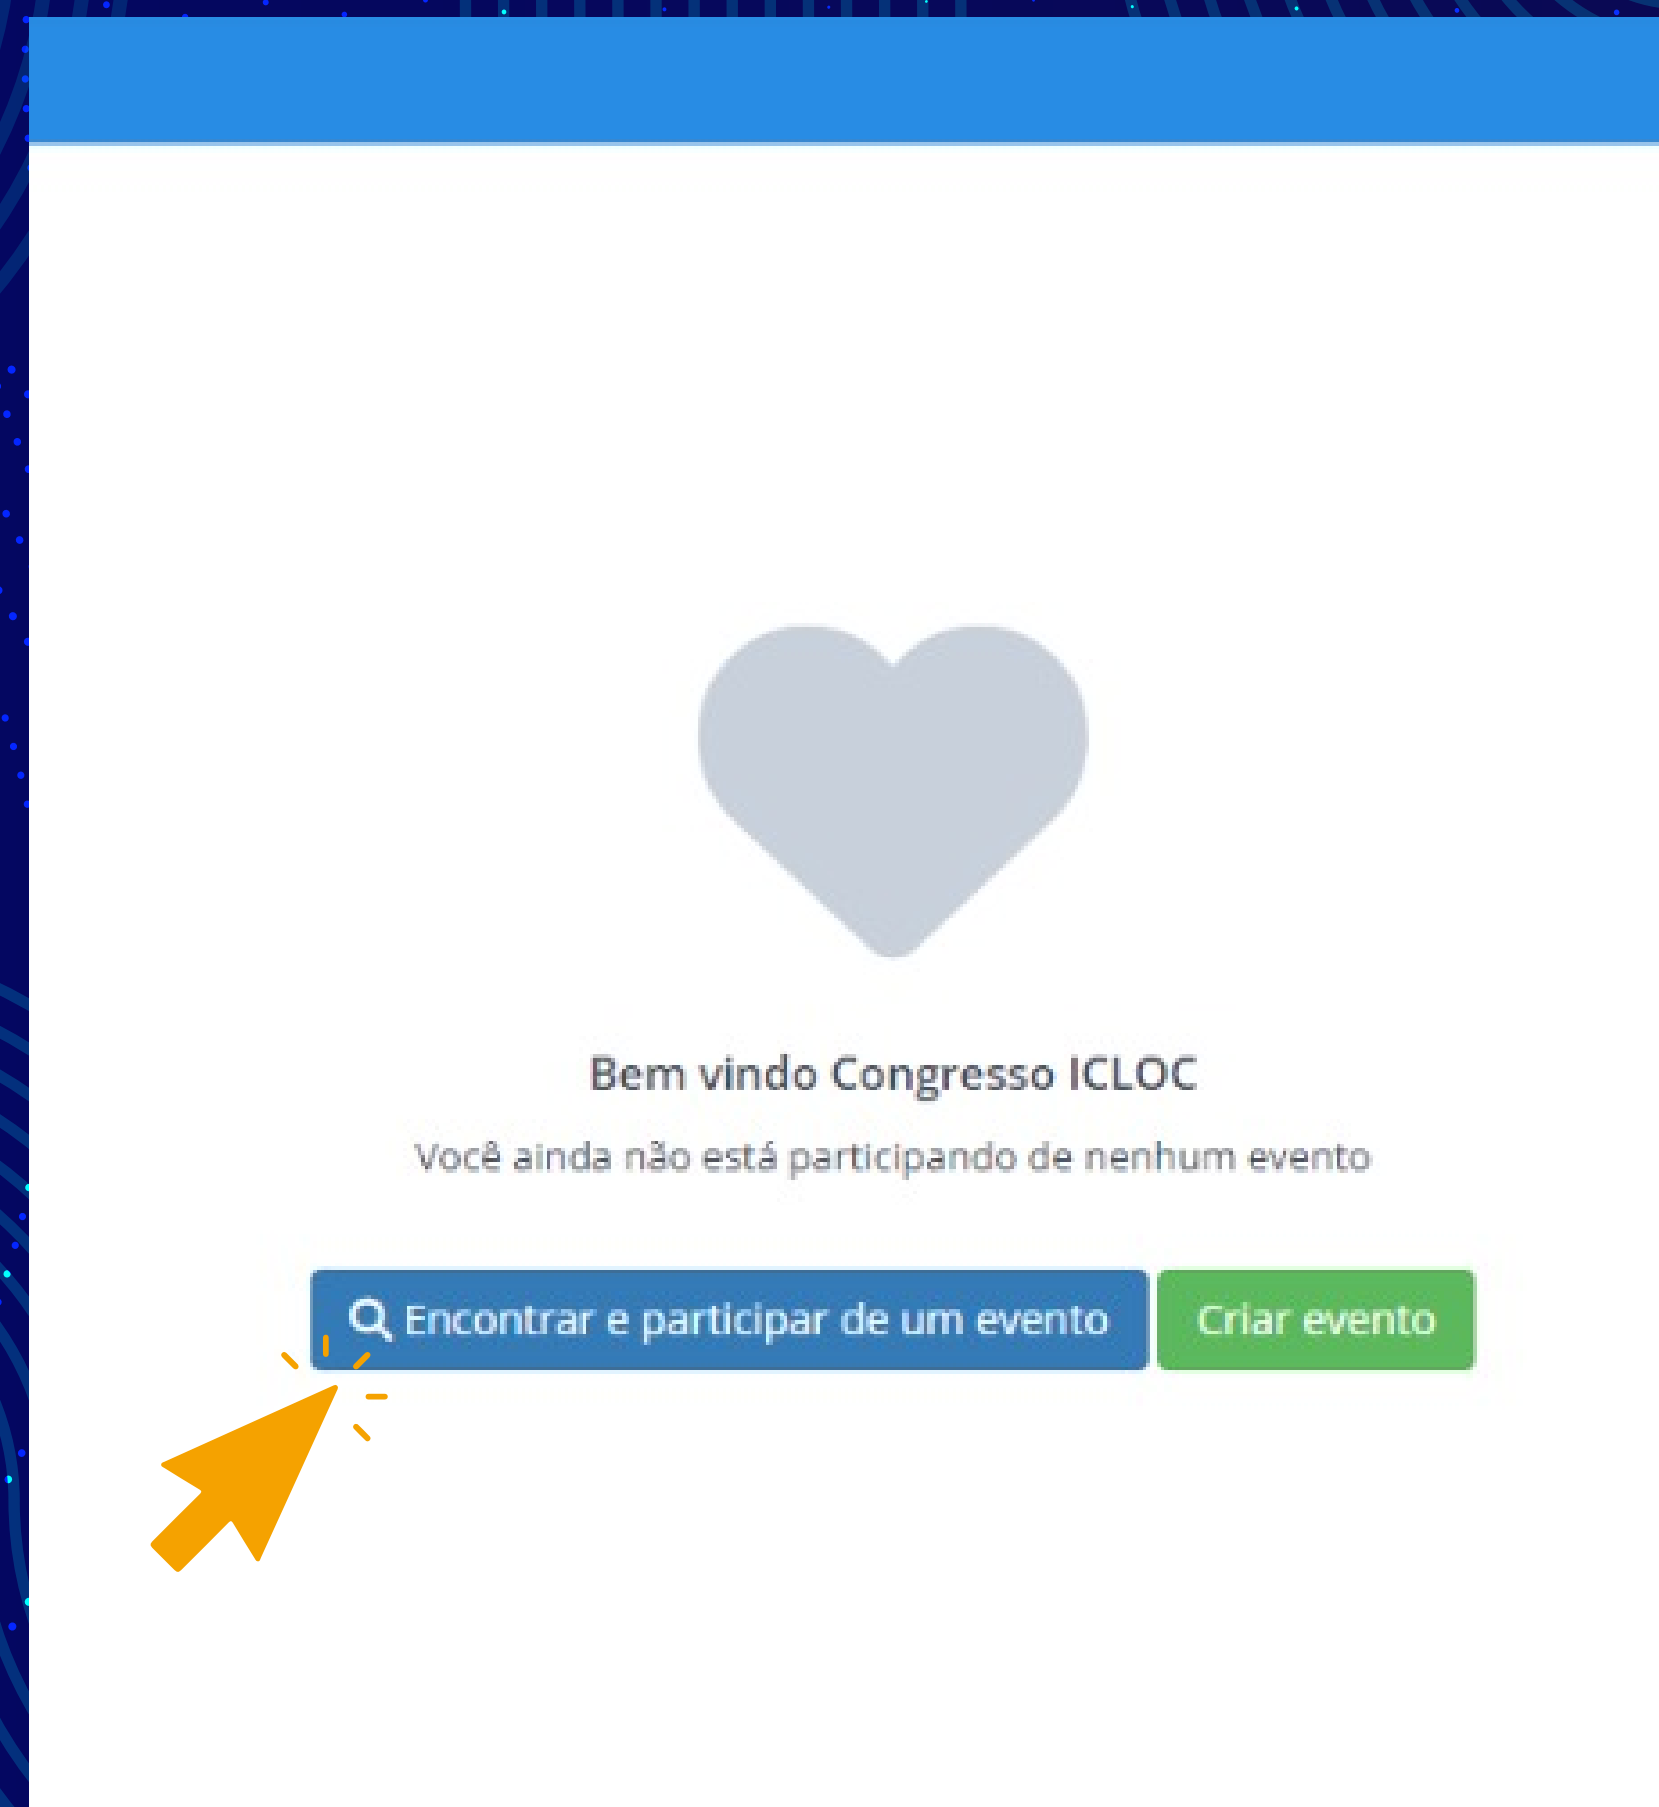 Bem vindo Congresso ICLOC
Você ainda não está participando de nenhum evento
Encontrar e participar de um evento
Criar evento